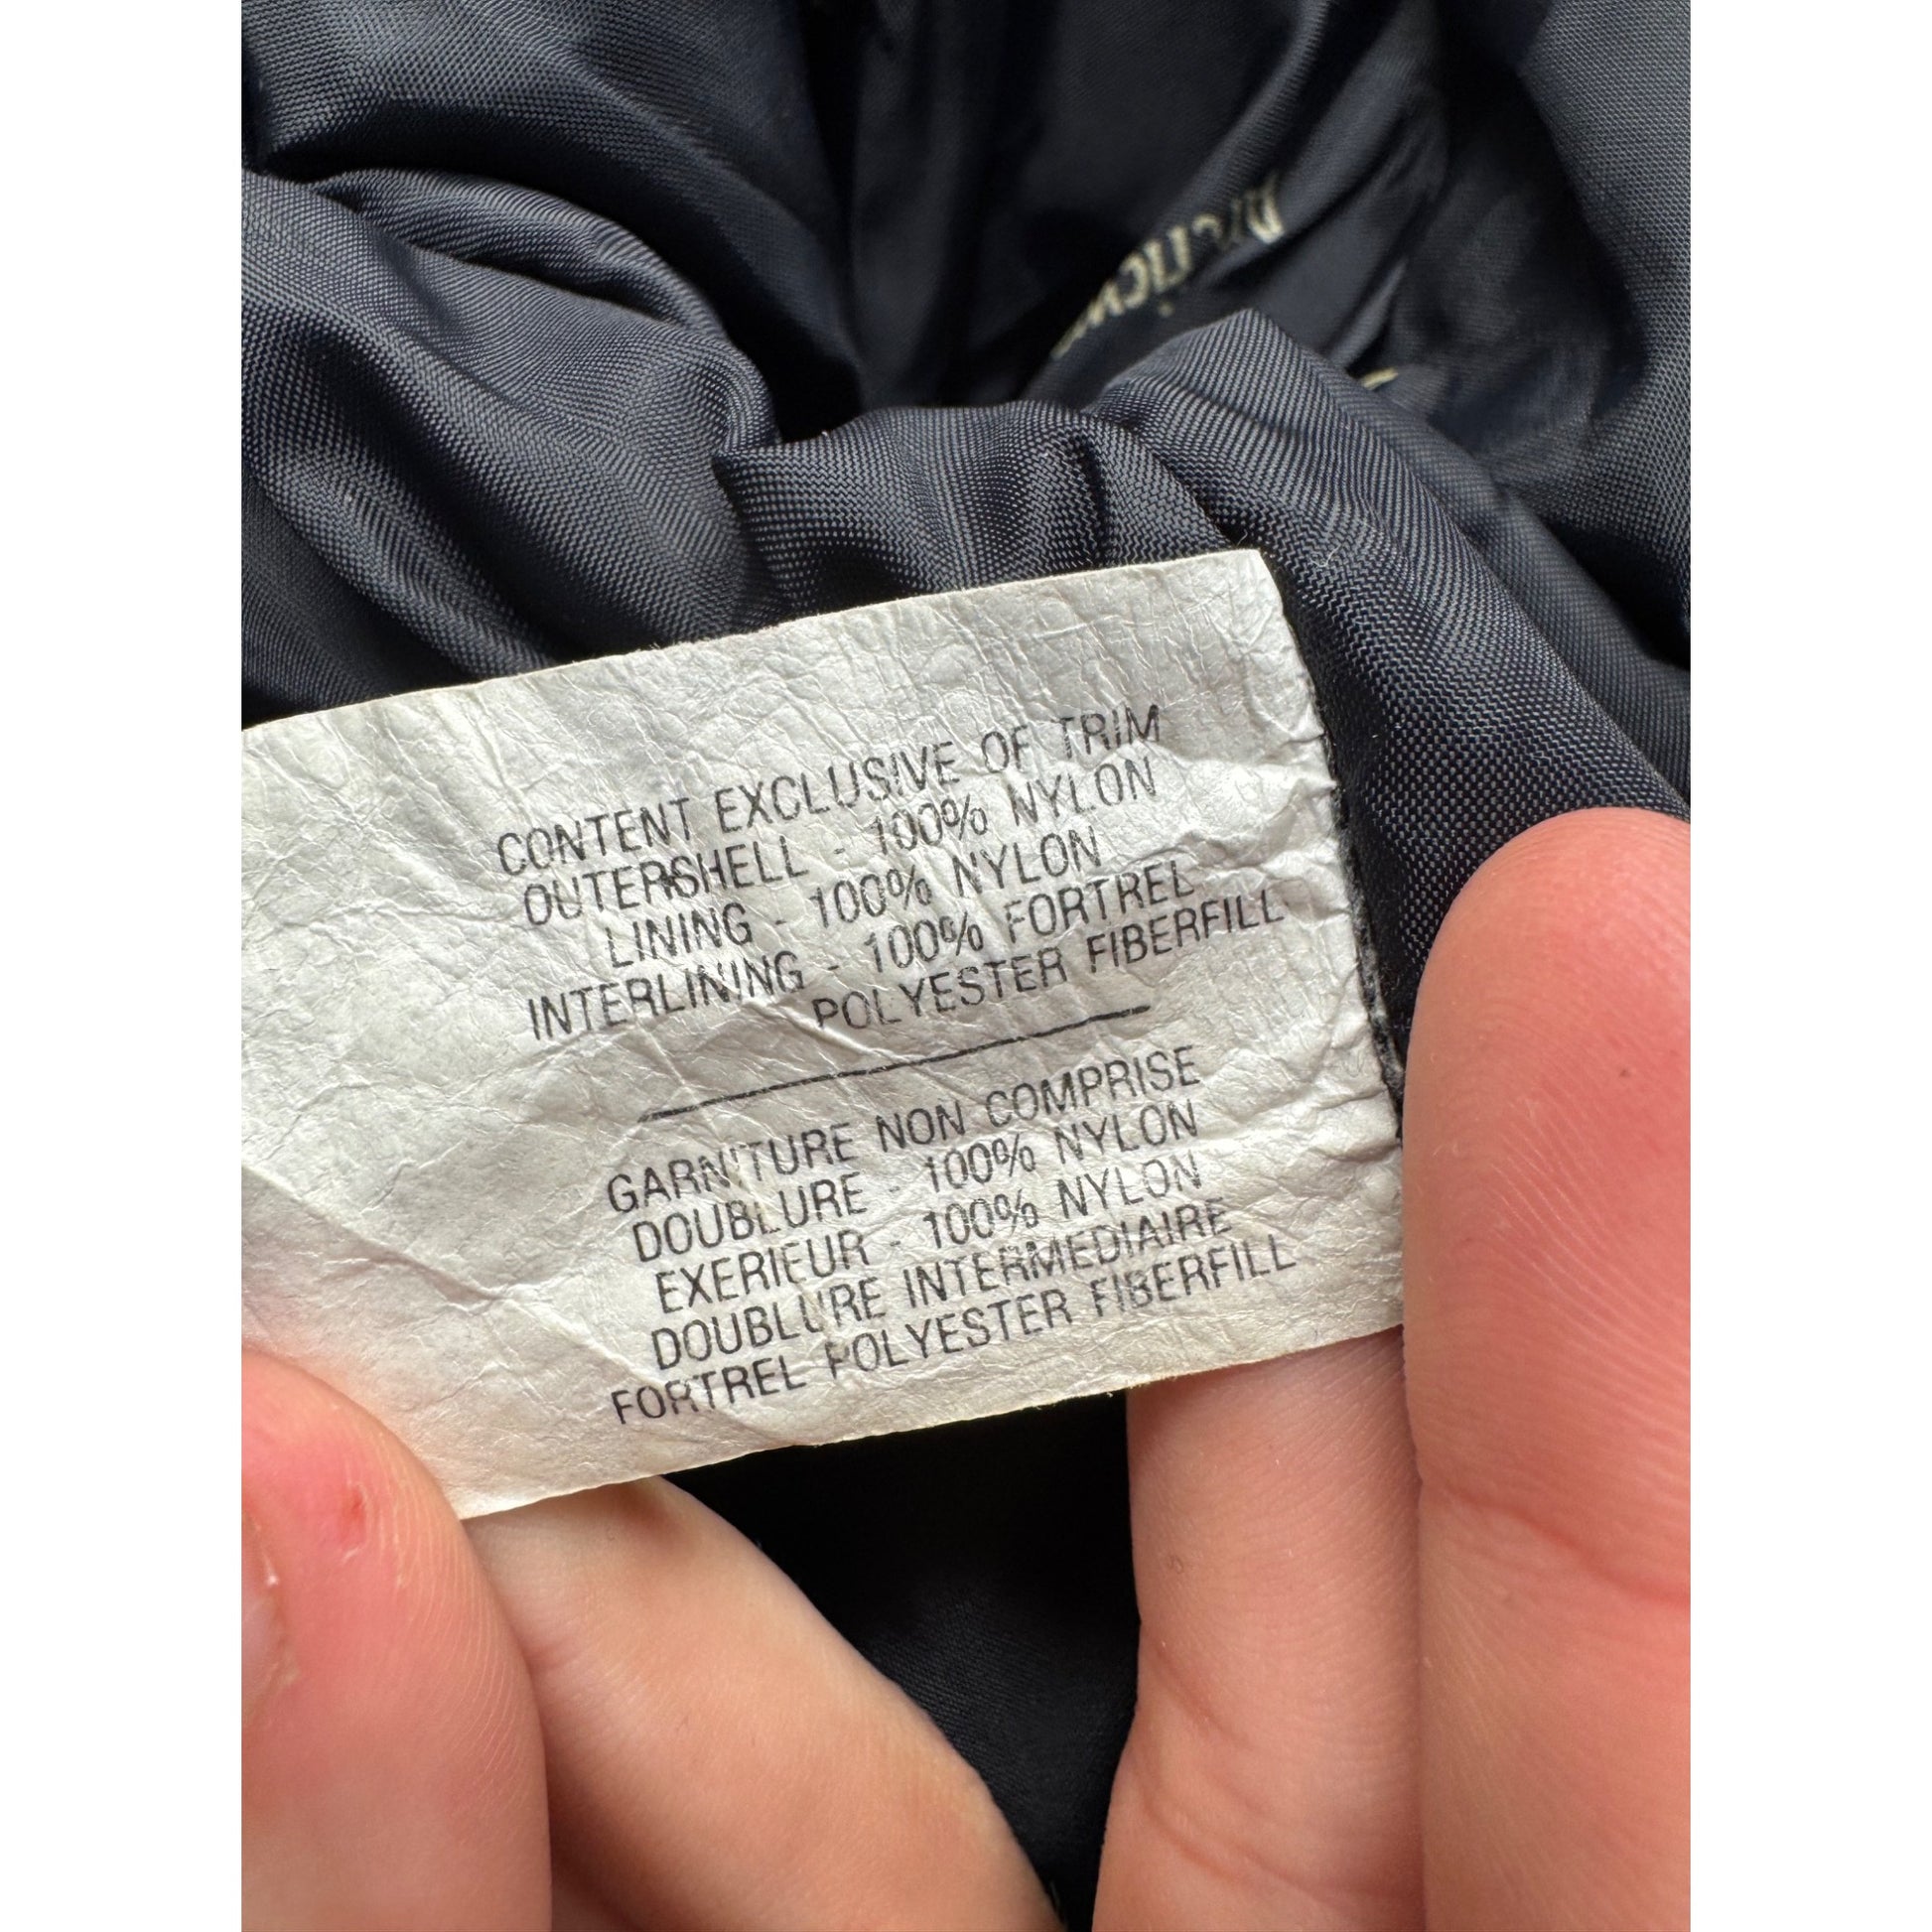 CONTENT EXCLUSIVE OF TRIM
OUTERSHELL - 100% NYLON
LINING - 100% NYLON
INTERLINING - 100% FORTREL
POLYESTER FIBERFILL
GARNITURE NON COMPRISE
DOUBLURE - 100% NYLON
EXERIEUR - 100% NYLON
DOUBLURE INTERMEDIAIRE
FORTREL POLYESTER FIBERFILL